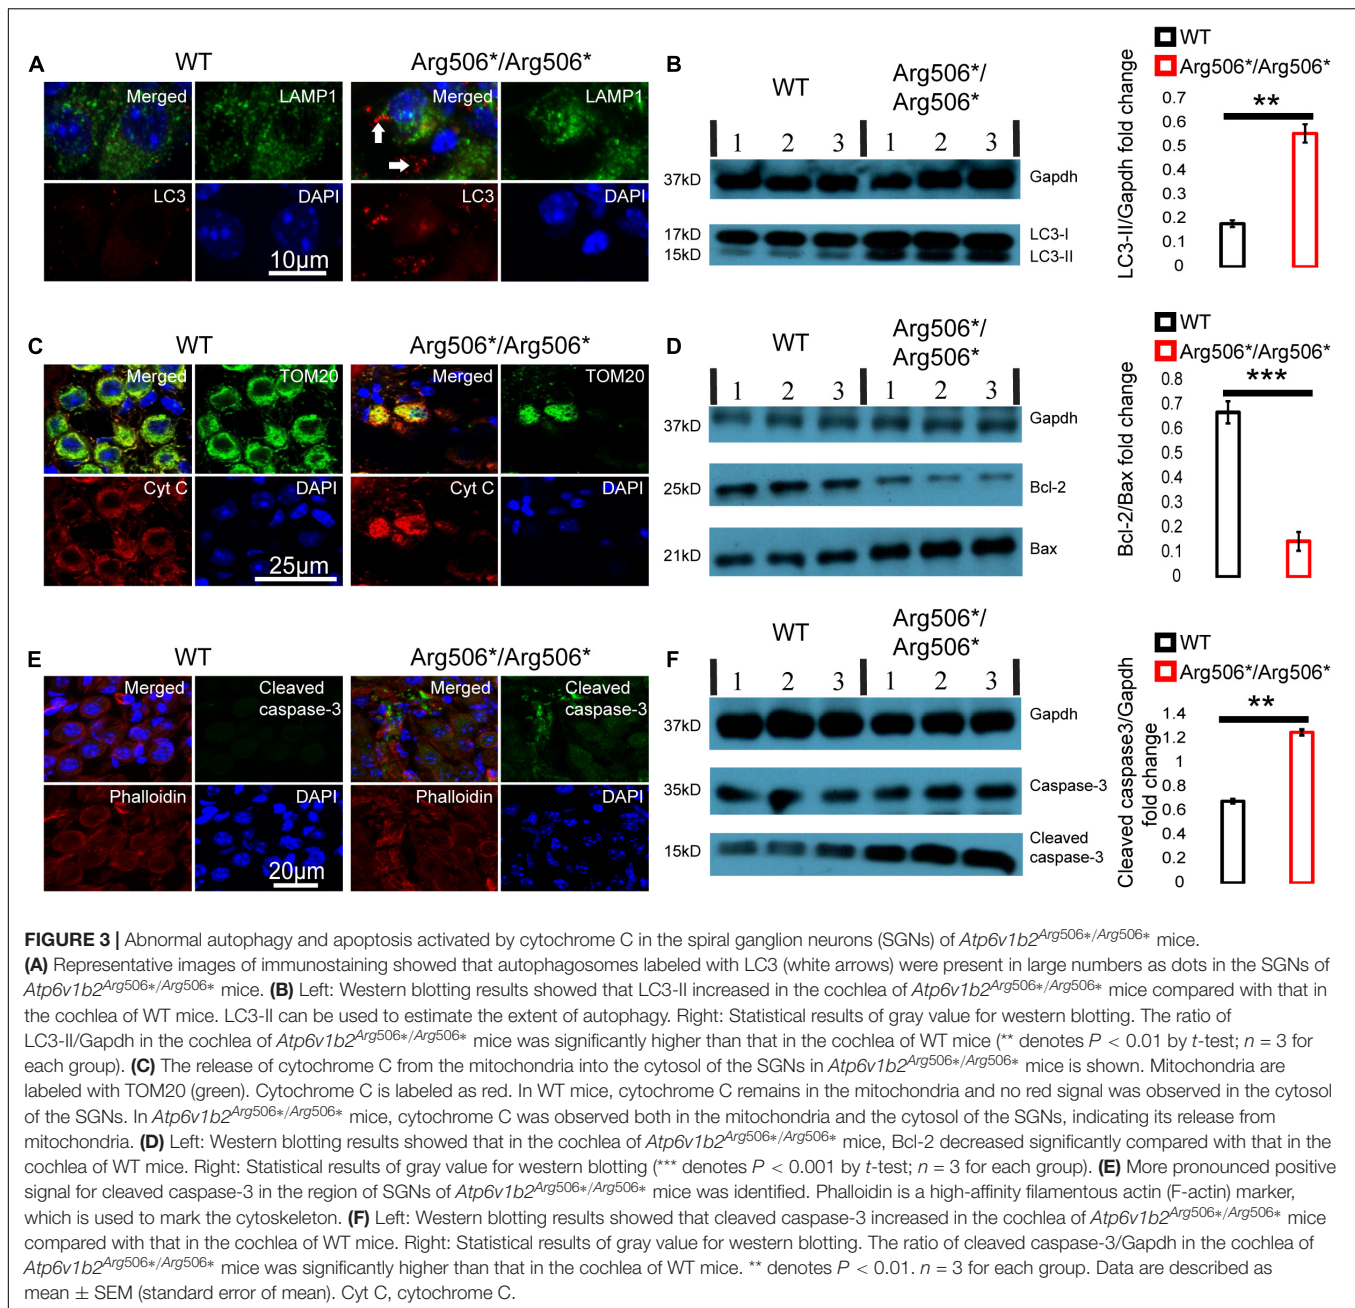 A
WT
Arg506*/Arg506*
Merged
LAMP1
Merged
LAMP1
LC3
DAPI
LC3
DAPI
10µm
B
WT
Arg506*/
Arg506*
1 2 3 1 2 3
37kD
Gapdh
17kD
LC3-I
15kD
LC3-II
WT
Arg506*/Arg506*
LC3-II/Gapdh fold change
0.7
**
0.6
0.5
0.4
0.3
0.2
0.1
0
C
WT
Arg506*/Arg506*
Merged
TOM20
Merged
TOM20
Cyt C
DAPI
Cyt C
DAPI
25µm
D
WT
Arg506*/
Arg506*
1 2 3 1 2 3
37kD
Gapdh
25kD
Bcl-2
21kD
Bax
WT
Arg506*/Arg506*
Bcl-2/Bax fold change
0.8
***
0.7
0.6
0.5
0.4
0.3
0.2
0.1
0
E
WT
Arg506*/Arg506*
Merged
Cleaved
caspase-3
Merged
Cleaved
caspase-3
Phalloidin
DAPI
Phalloidin
DAPI
20µm
F
WT
Arg506*/
Arg506*
1 2 3 1 2 3
37kD
Gapdh
35kD
Caspase-3
15kD
Cleaved
caspase-3
WT
Arg506*/Arg506*
Cleaved caspase3/Gapdh
fold change
1.4
**
1.2
1
0.8
0.6
0.4
0.2
0
FIGURE 3 | Abnormal autophagy and apoptosis activated by cytochrome C in the spiral ganglion neurons (SGNs) of Atp6v1b2Arg506*/Arg506* mice.
(A) Representative images of immunostaining showed that autophagosomes labeled with LC3 (white arrows) were present in large numbers as dots in the SGNs of
Atp6v1b2Arg506*/Arg506* mice. (B) Left: Western blotting results showed that LC3-II increased in the cochlea of Atp6v1b2Arg506*/Arg506* mice compared with that in
the cochlea of WT mice. LC3-II can be used to estimate the extent of autophagy. Right: Statistical results of gray value for western blotting. The ratio of
LC3-II/Gapdh in the cochlea of Atp6v1b2Arg506*/Arg506* mice was significantly higher than that in the cochlea of WT mice (** denotes P < 0.01 by t-test; n = 3 for
each group). (C) The release of cytochrome C from the mitochondria into the cytosol of the SGNs in Atp6v1b2Arg506*/Arg506* mice is shown. Mitochondria are
labeled with TOM20 (green). Cytochrome C is labeled as red. In WT mice, cytochrome C remains in the mitochondria and no red signal was observed in the cytosol
of the SGNs. In Atp6v1b2Arg506*/Arg506* mice, cytochrome C was observed both in the mitochondria and the cytosol of the SGNs, indicating its release from
mitochondria. (D) Left: Western blotting results showed that in the cochlea of Atp6v1b2Arg506*/Arg506* mice, Bcl-2 decreased significantly compared with that in the
cochlea of WT mice. Right: Statistical results of gray value for western blotting (*** denotes P < 0.001 by t-test; n = 3 for each group). (E) More pronounced positive
signal for cleaved caspase-3 in the region of SGNs of Atp6v1b2Arg506*/Arg506* mice was identified. Phalloidin is a high-affinity filamentous actin (F-actin) marker,
which is used to mark the cytoskeleton. (F) Left: Western blotting results showed that cleaved caspase-3 increased in the cochlea of Atp6v1b2Arg506*/Arg506* mice
compared with that in the cochlea of WT mice. Right: Statistical results of gray value for western blotting. The ratio of cleaved caspase-3/Gapdh in the cochlea of
Atp6v1b2Arg506*/Arg506* mice was significantly higher than that in the cochlea of WT mice. ** denotes P < 0.01. n = 3 for each group. Data are described as
mean ± SEM (standard error of mean). Cyt C, cytochrome C.